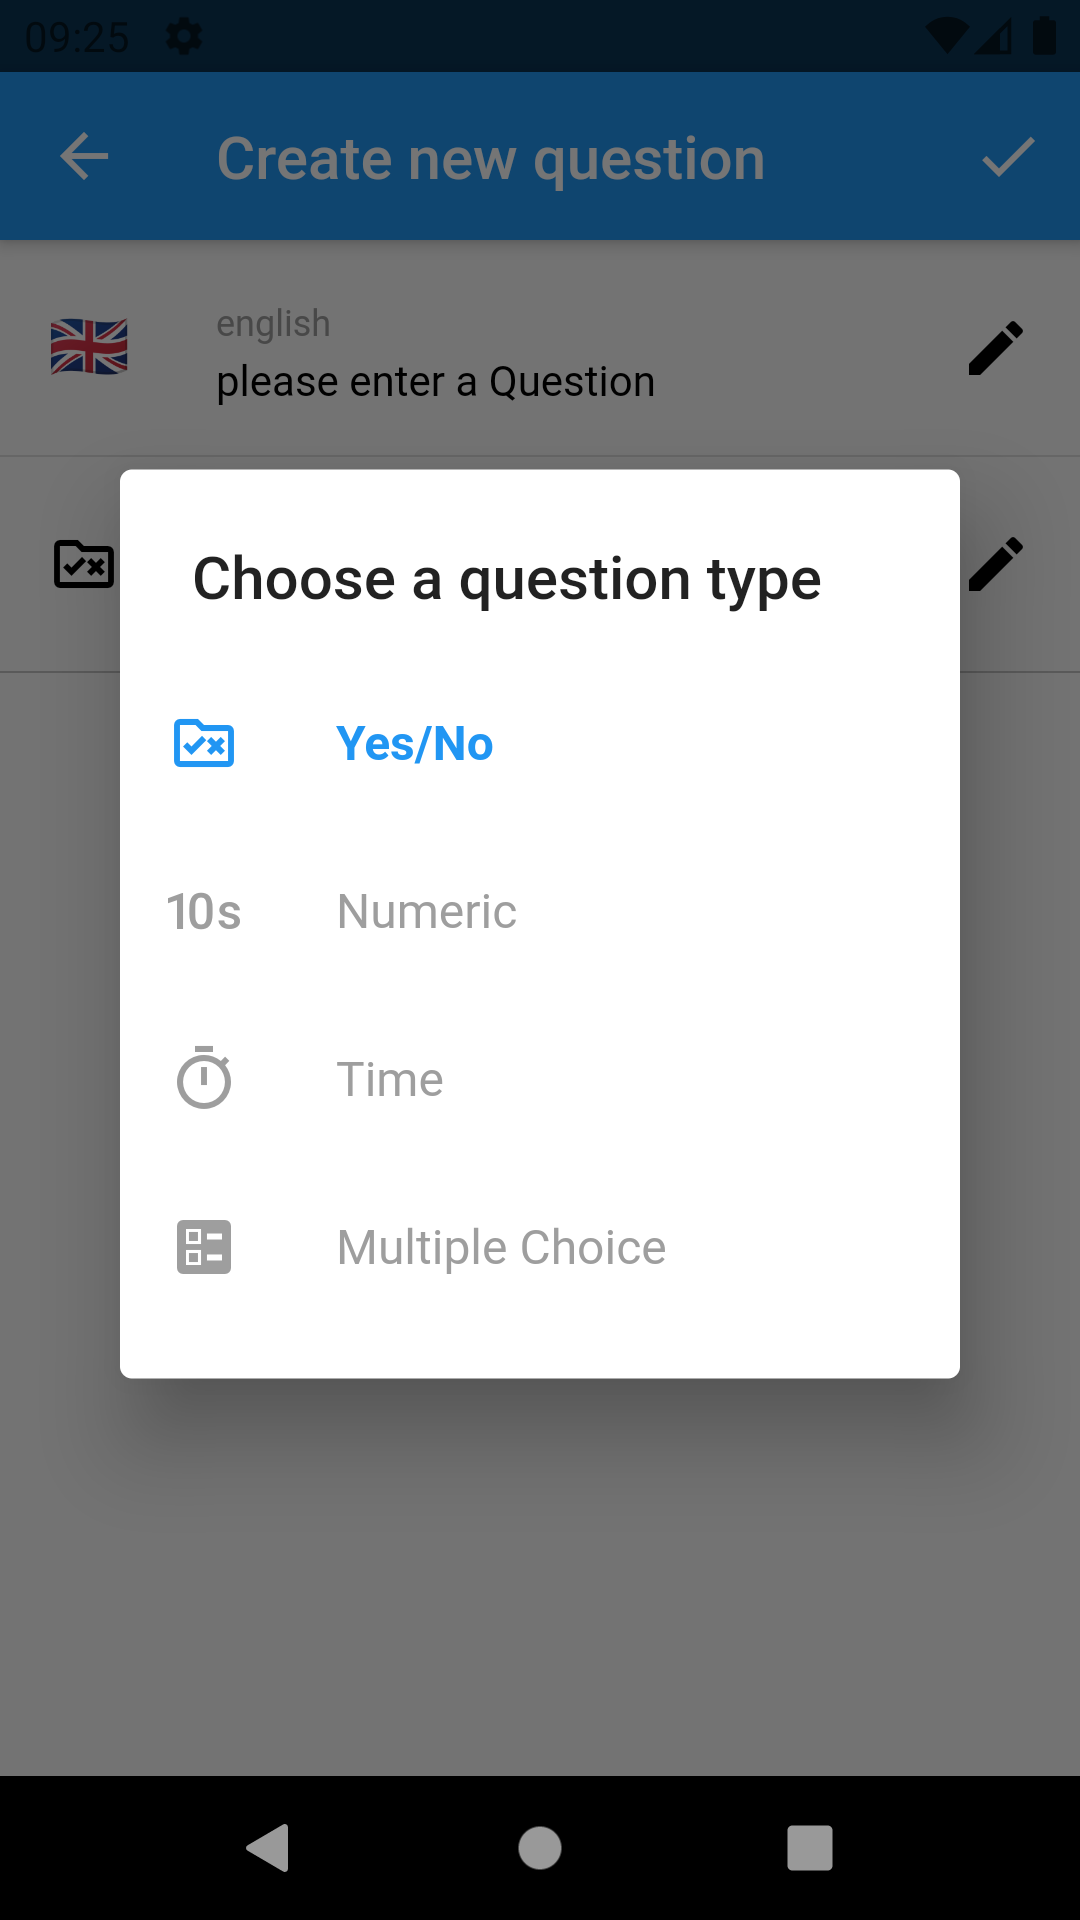 09:25
Create new question
english
please enter a Question
Choose a question type
Yes/No
10s Numeric
Time
Multiple Choice